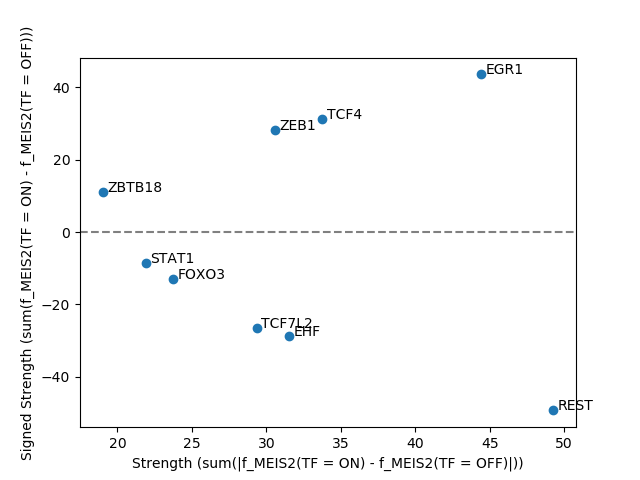 Signed Strength (sum(f_MEIS2(TF = ON) - f_MEIS2(TF = OFF)))
40
20
0
−20
−40
EGR1
TCF4
ZEB1
ZBTB18
STAT1
FOXO3
TCF7L2
EHF
REST
20 25 30 35 40 45 50
Strength (sum(|f_MEIS2(TF = ON) - f_MEIS2(TF = OFF)|))